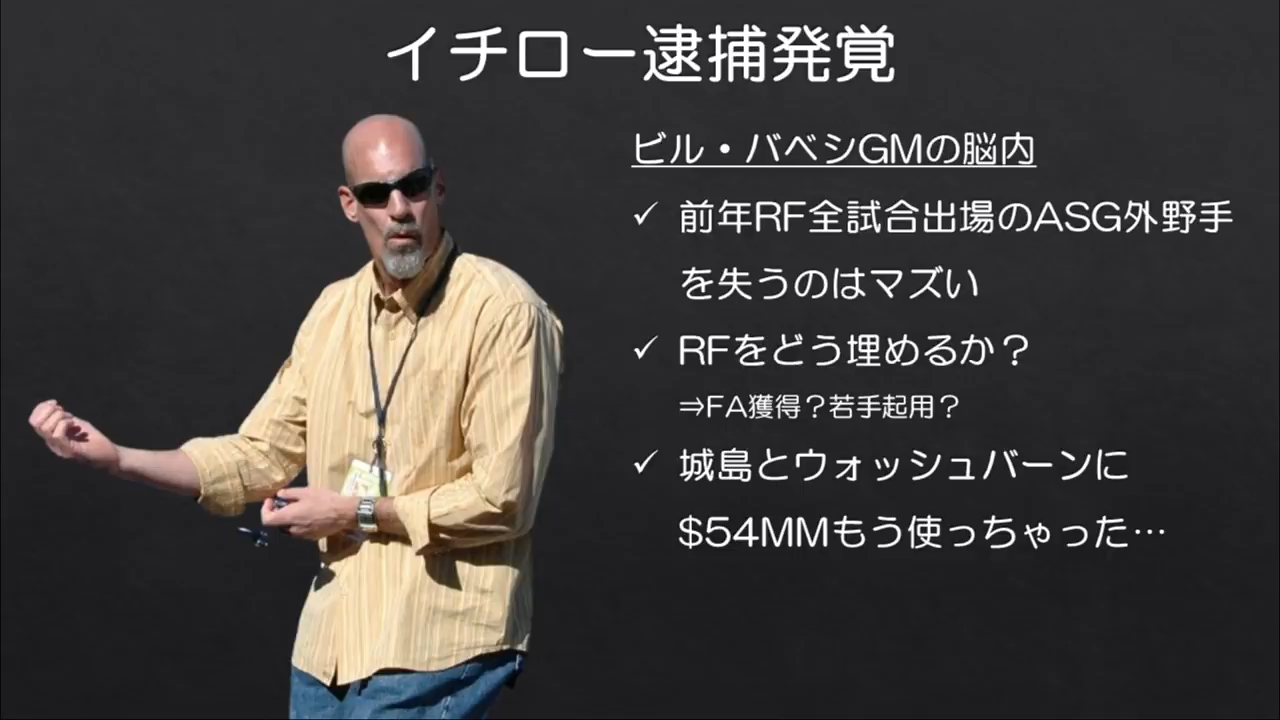 イチロー逮捕発覚
ビル・バベシGMの脳内
✓ 前年RF全試合出場のASG外野手
を失うのはマズい
✓ RFをどう埋めるか？
⇒FA獲得？若手起用？
✓ 城島とウォッシュバーンに
$54MMもう使っちゃった…